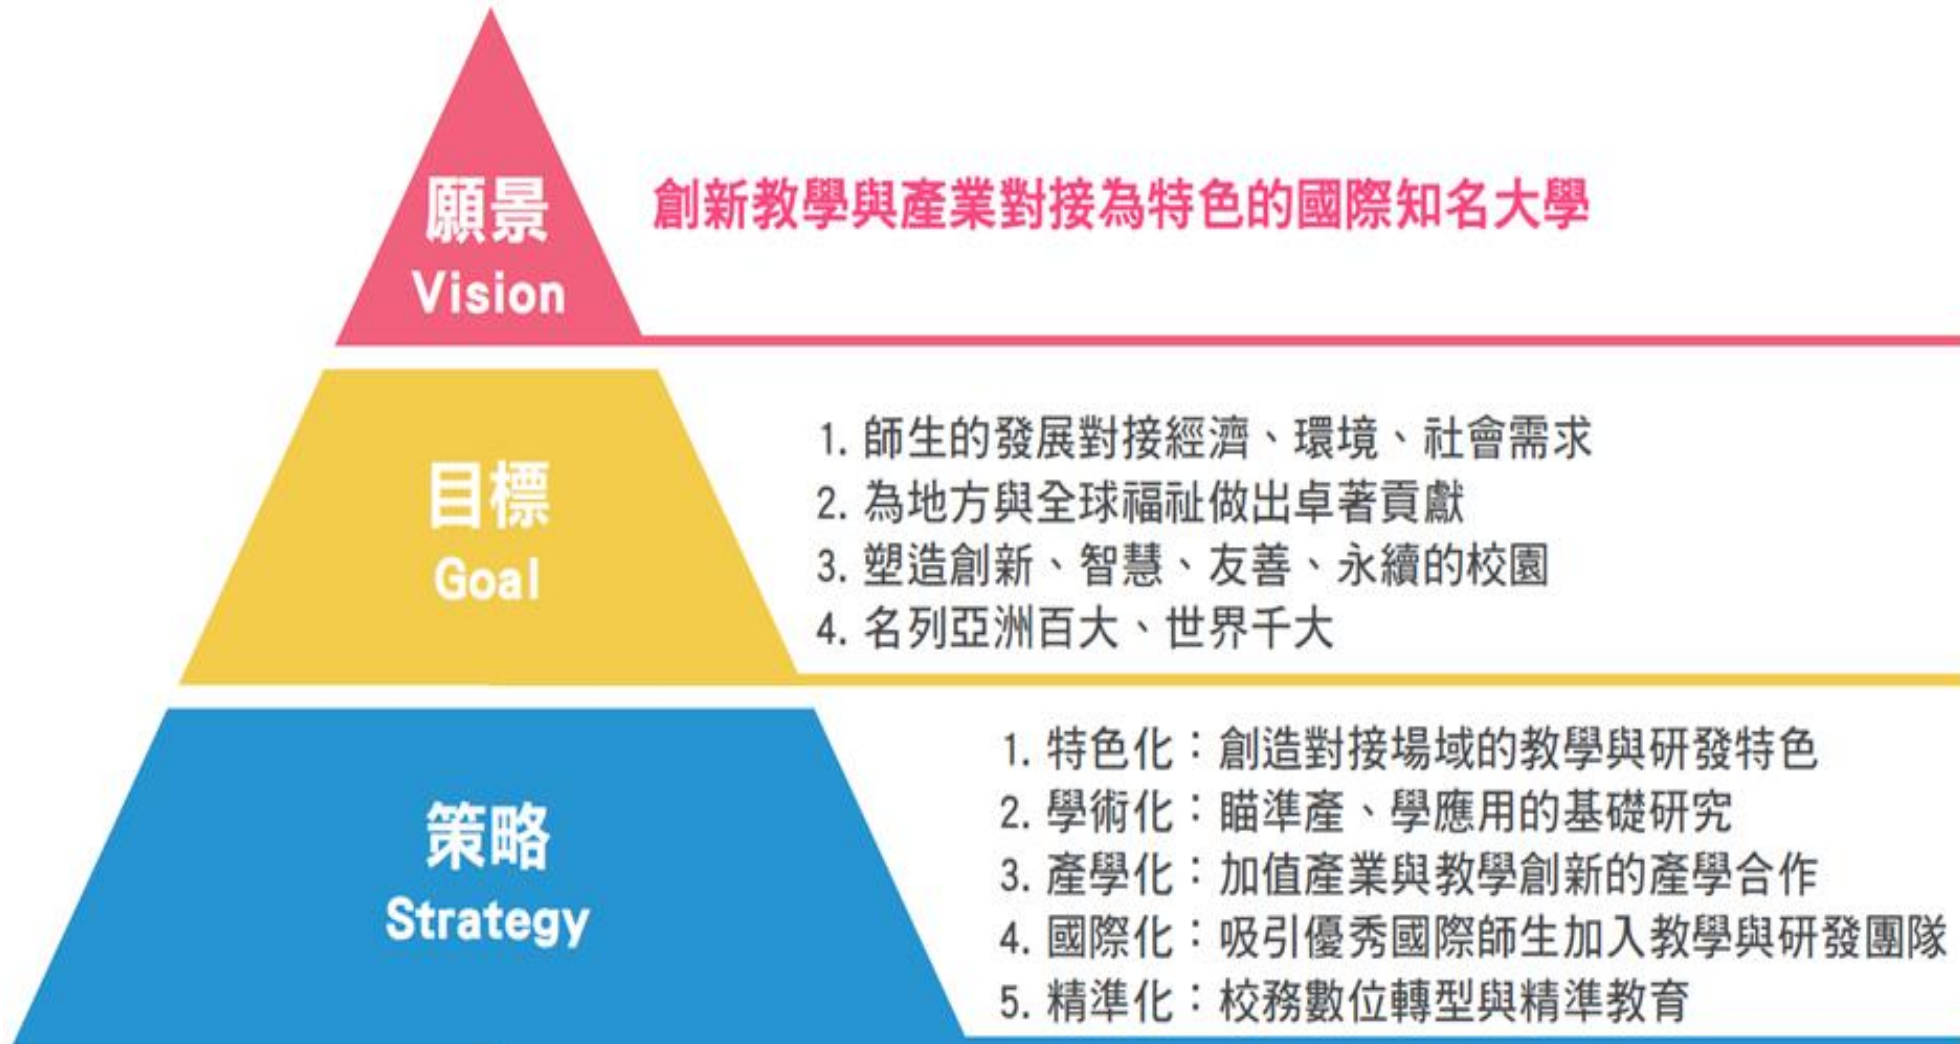 願景
Vision
創新教學與產業對接為特色的國際知名大學
目標
Goal
1. 師生的發展對接經濟、環境、社會需求
2. 為地方與全球福祉做出卓著貢獻
3. 塑造創新、智慧、友善、永續的校園
4. 名列亞洲百大、世界千大
策略
Strategy
1. 特色化：創造對接場域的教學與研發特色
2. 學術化：瞄準產、學應用的基礎研究
3. 產學化：加值產業與教學創新的產學合作
4. 國際化：吸引優秀國際師生加入教學與研發團隊
5. 精準化：校務數位轉型與精準教育